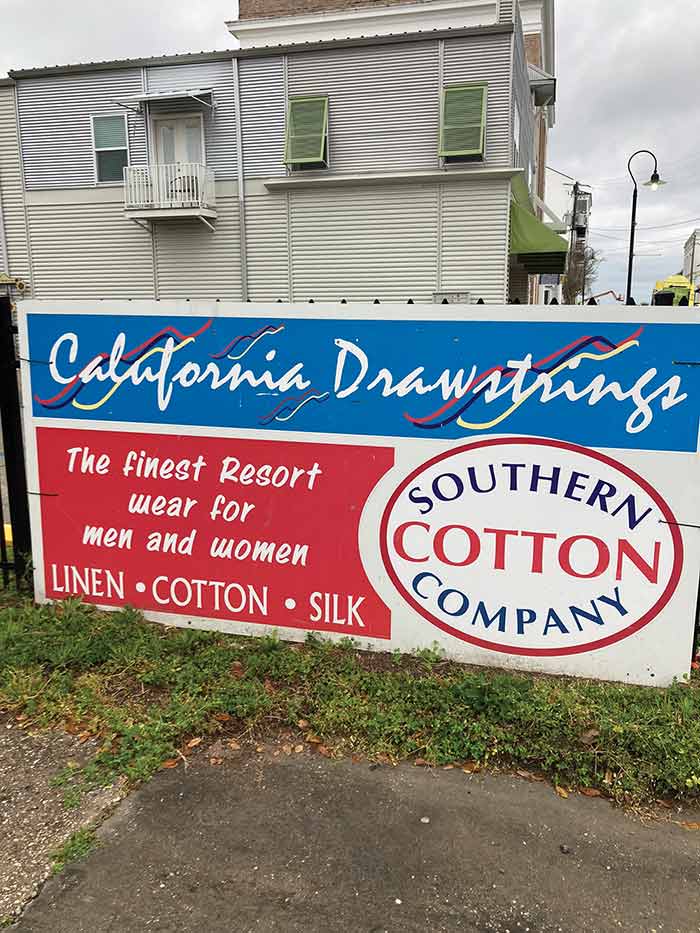 California Drawstrings
The finest Resort
wear for
men and women
LINEN • COTTON • SILK
SOUTHERN
COTTON
COMPANY